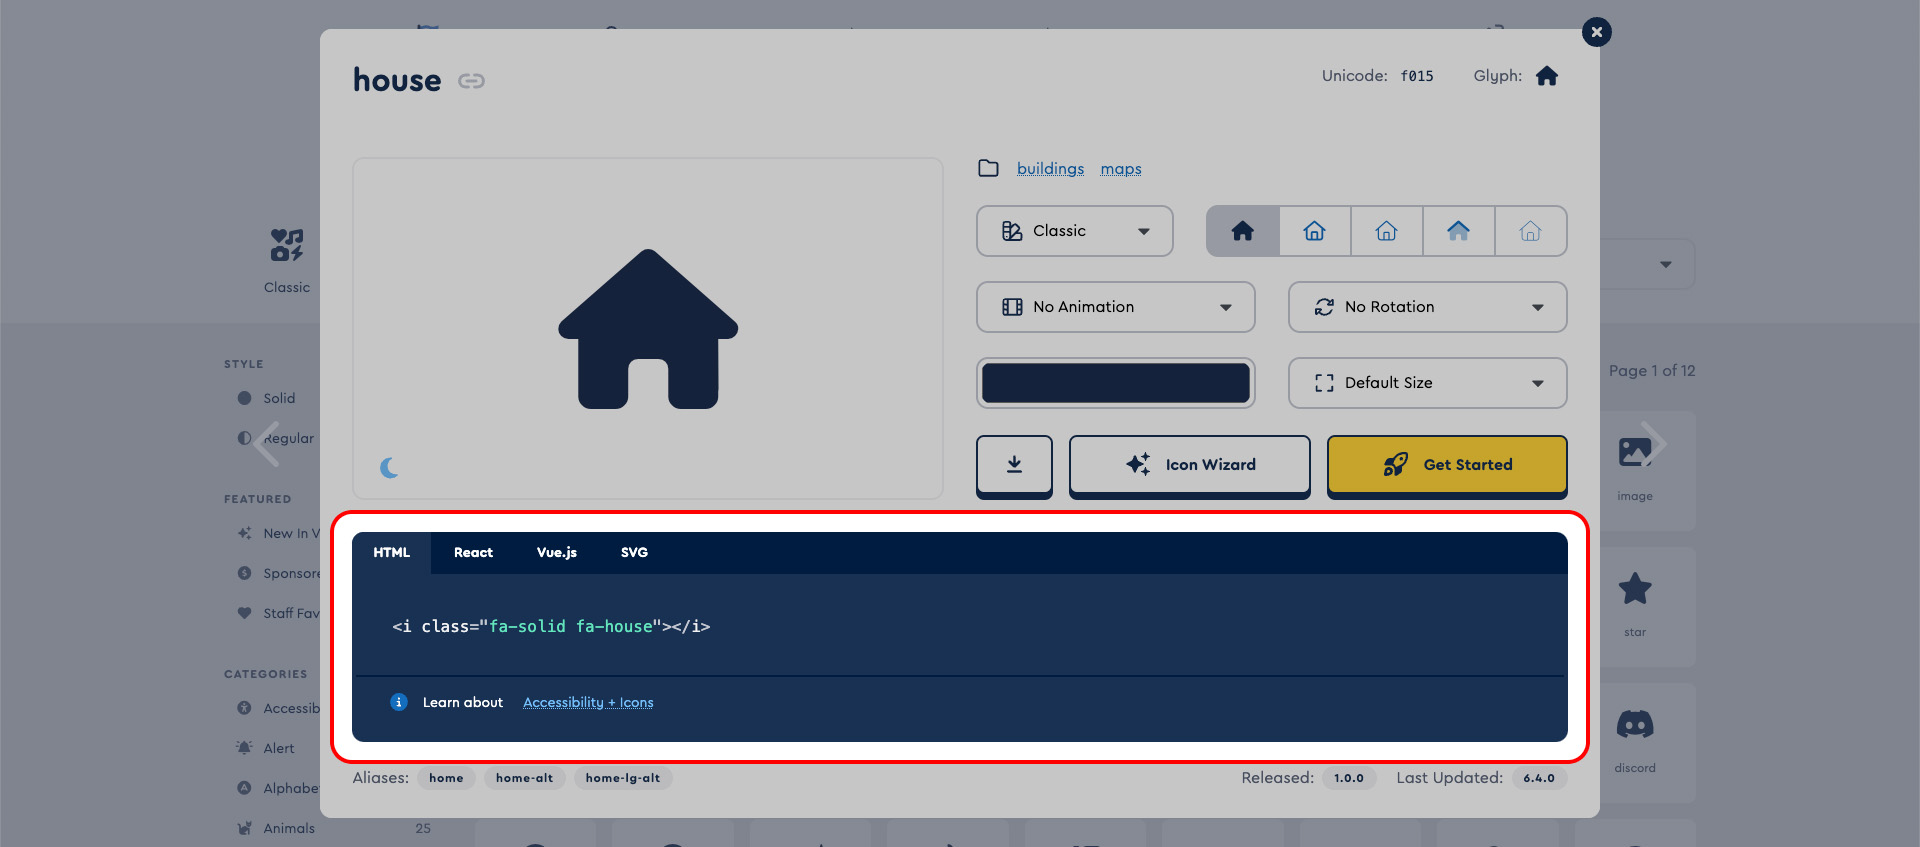 house
Unicode: f015 Glyph:
buildings maps
Classic
No Animation
No Rotation
Default Size
Icon Wizard
Get Started
HTML React Vue.js SVG
<i class="fa-solid fa-house"></i>
Learn about Accessibility + Icons
Aliases: home home-alt home-lg-alt
Released: 1.0.0 Last Updated: 6.4.0
Classic
STYLE
Solid
Regular
FEATURED
New In V
Sponsore
Staff Fav
CATEGORIES
Accessib
Alert
Alphabe
Animals 25
Page 1 of 12
image
star
discord